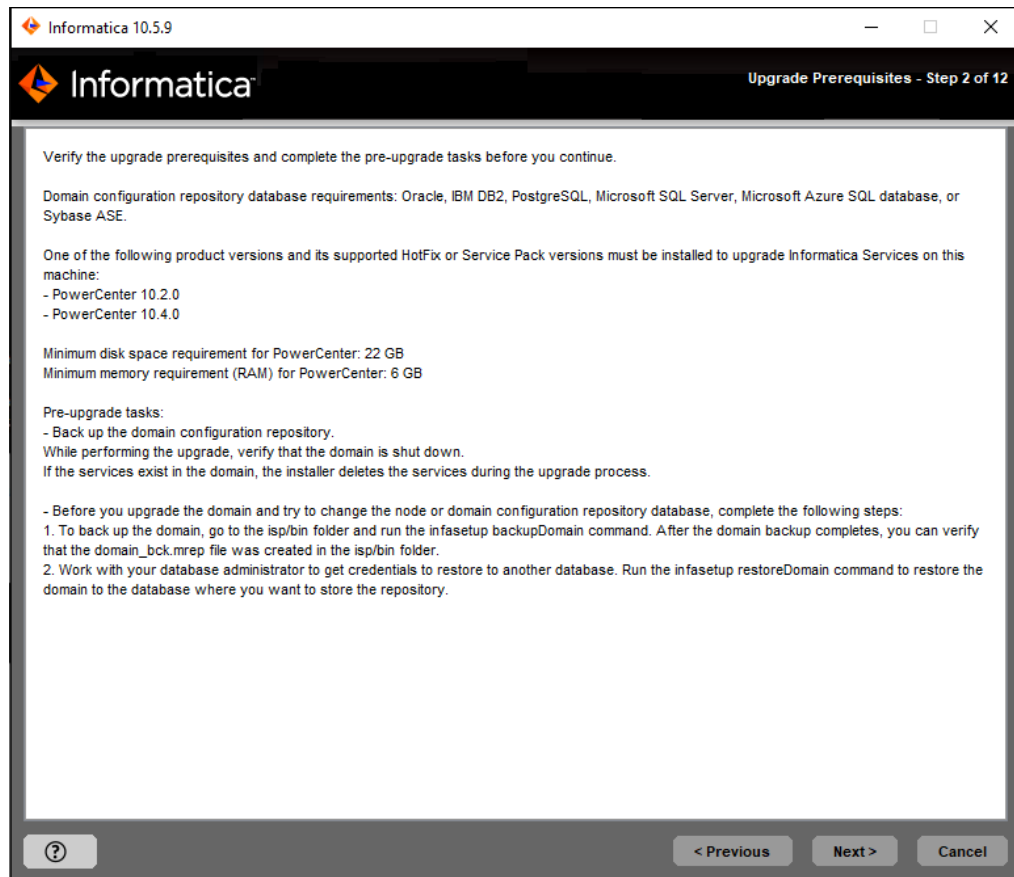 Informatica 10.5.9
Informatica
Upgrade Prerequisites - Step 2 of 12
Verify the upgrade prerequisites and complete the pre-upgrade tasks before you continue.
Domain configuration repository database requirements: Oracle, IBM DB2, PostgreSQL, Microsoft SQL Server, Microsoft Azure SQL database, or
Sybase ASE.
One of the following product versions and its supported HotFix or Service Pack versions must be installed to upgrade Informatica Services on this
machine:
- PowerCenter 10.2.0
- PowerCenter 10.4.0
Minimum disk space requirement for PowerCenter: 22 GB
Minimum memory requirement (RAM) for PowerCenter: 6 GB
Pre-upgrade tasks:
- Back up the domain configuration repository.
While performing the upgrade, verify that the domain is shut down.
If the services exist in the domain, the installer deletes the services during the upgrade process.
- Before you upgrade the domain and try to change the node or domain configuration repository database, complete the following steps:
1. To back up the domain, go to the isp/bin folder and run the infasetup backupDomain command. After the domain backup completes, you can verify
that the domain_bck.mrep file was created in the isp/bin folder.
2. Work with your database administrator to get credentials to restore to another database. Run the infasetup restoreDomain command to restore the
domain to the database where you want to store the repository.
?
< Previous
Next >
Cancel